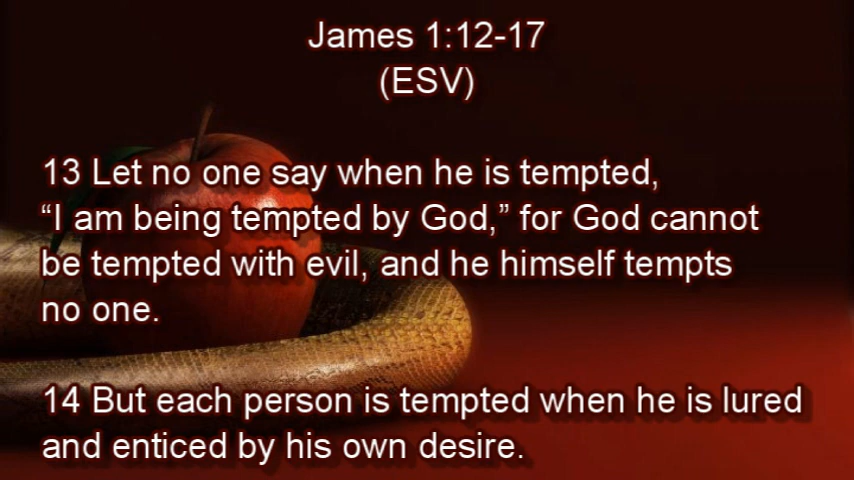 James 1:12-17
(ESV)
13 Let no one say when he is tempted,
“I am being tempted by God,” for God cannot
be tempted with evil, and he himself tempts
no one.
14 But each person is tempted when he is lured
and enticed by his own desire.